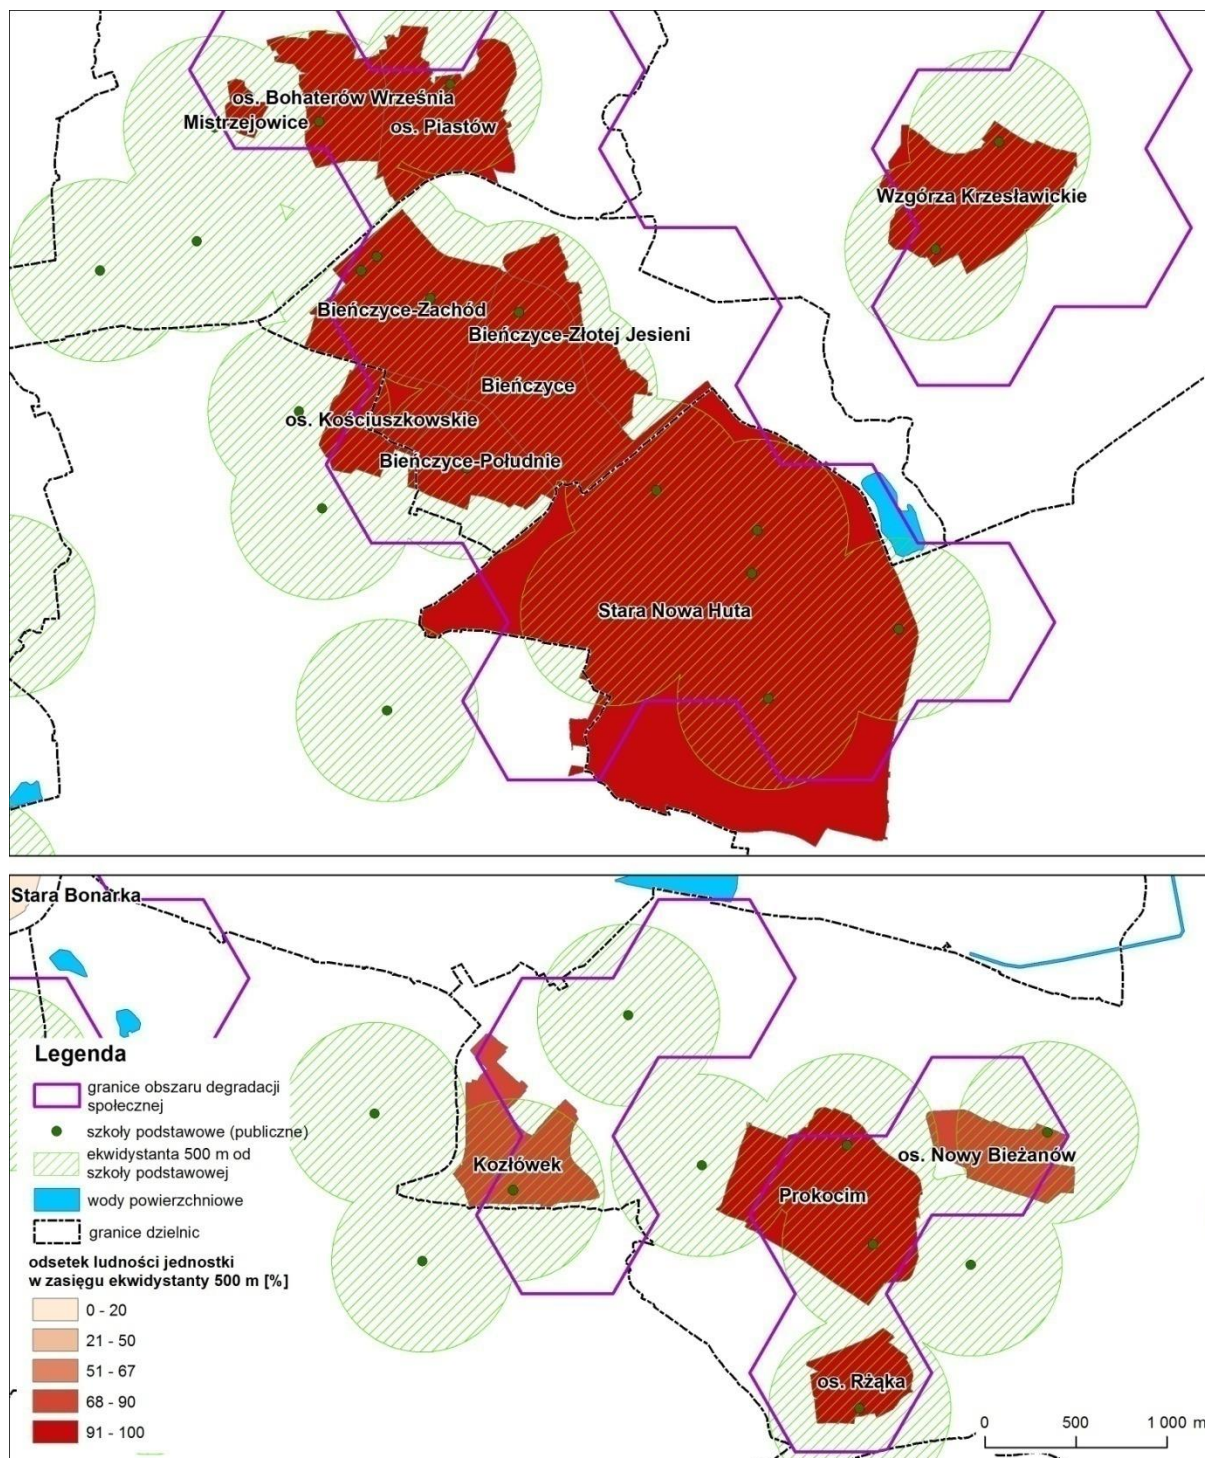 os. Bohaterów Września
Mistrzejowice
os. Piastów
Wzgórza Krzesławickie
Bieńczyce-Zachód
Bieńczyce-Złotej Jesieni
Bieńczyce
os. Kościuszkowskie
Bieńczyce-Południe
Stara Nowa Huta
Stara Bonarka
Legenda
granice obszaru degradacji
społecznej
szkoły podstawowe (publiczne)
ekwidystanta 500 m od
szkoły podstawowej
wody powierzchniowe
granice dzielnic
odsetek ludności jednostki
w zasięgu ekwidystanty 500 m [%]
0 - 20
21 - 50
51 - 67
68 - 90
91 - 100
Kozłówek
os. Nowy Bieżanów
Prokocim
os. Rżąka
0 500 1 000 m